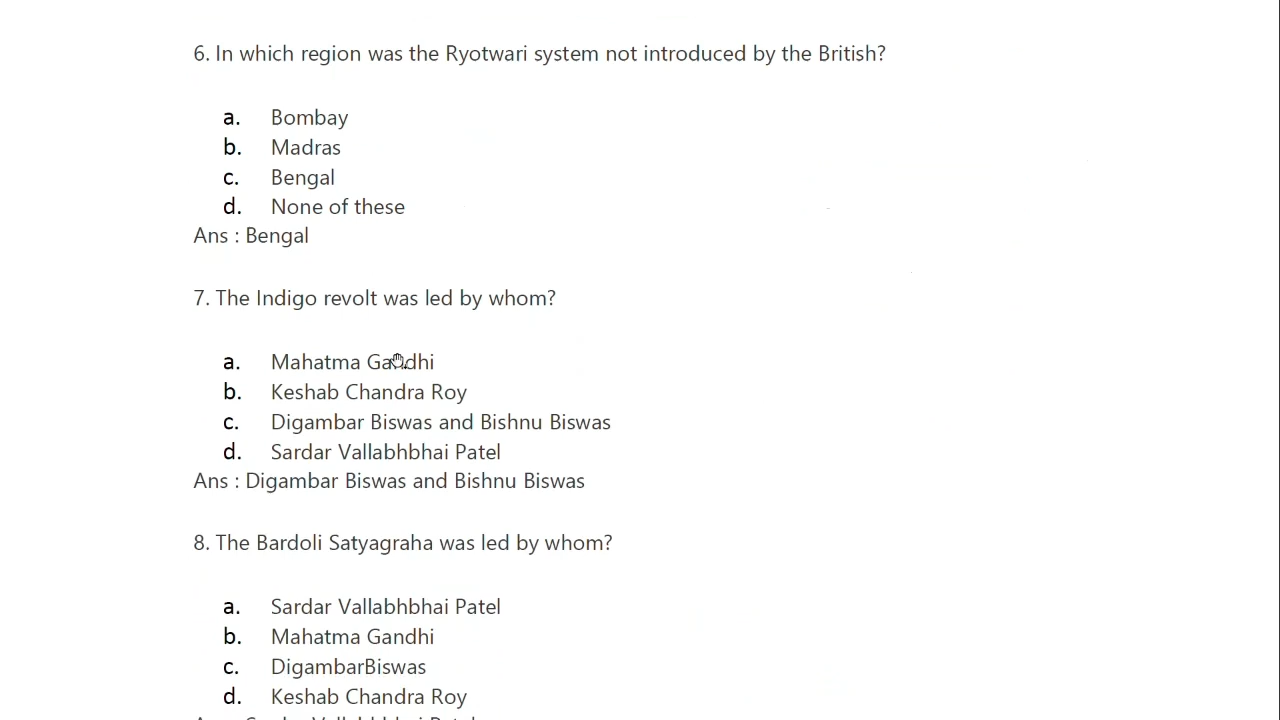 6. In which region was the Ryotwari system not introduced by the British?
a. Bombay
b. Madras
c. Bengal
d. None of these
Ans : Bengal
7. The Indigo revolt was led by whom?
a. Mahatma Gandhi
b. Keshab Chandra Roy
c. Digambar Biswas and Bishnu Biswas
d. Sardar Vallabhbhai Patel
Ans : Digambar Biswas and Bishnu Biswas
8. The Bardoli Satyagraha was led by whom?
a. Sardar Vallabhbhai Patel
b. Mahatma Gandhi
c. DigambarBiswas
d. Keshab Chandra Roy